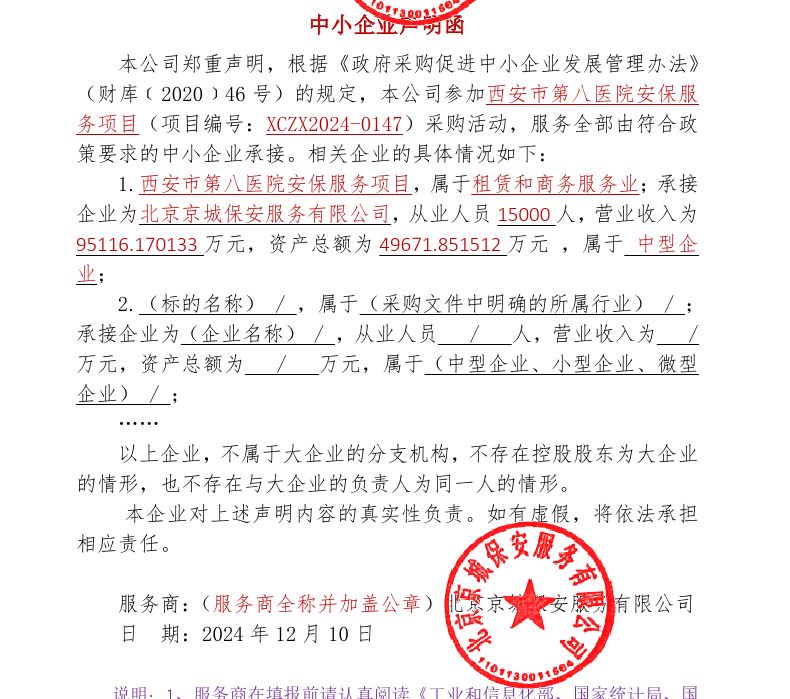 中小企业声明函
本公司郑重声明，根据《政府采购促进中小企业发展管理办法》
（财库﹝2020﹞46 号）的规定，本公司参加西安市第八医院安保服
务项目（项目编号：XCZX2024-0147）采购活动，服务全部由符合政
策要求的中小企业承接。相关企业的具体情况如下：
1.西安市第八医院安保服务项目，属于租赁和商务服务业；承接
企业为北京京城保安服务有限公司，从业人员 15000 人，营业收入为
95116.170133 万元，资产总额为 49671.851512 万元 ，属于 中型企
业；
2.（标的名称） / ，属于（采购文件中明确的所属行业） / ；
承接企业为（企业名称） / ，从业人员 / 人，营业收入为 /
万元，资产总额为 / 万元，属于（中型企业、小型企业、微型
企业） / ；
……
以上企业，不属于大企业的分支机构，不存在控股股东为大企业
的情形，也不存在与大企业的负责人为同一人的情形。
本企业对上述声明内容的真实性负责。如有虚假，将依法承担
相应责任。
服务商：（服务商全称并加盖公章）北京京城保安服务有限公司
日 期：2024 年 12 月 10 日
北京京城保安服务有限公司
说明：1、服务商在填报前请认真阅读《工业和信息化部、国家统计局、国